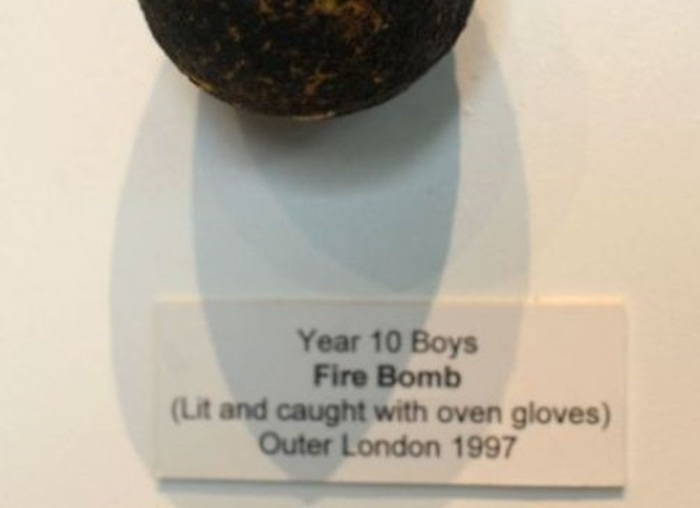 Year 10 Boys
Fire Bomb
(Lit and caught with oven gloves)
Outer London 1997